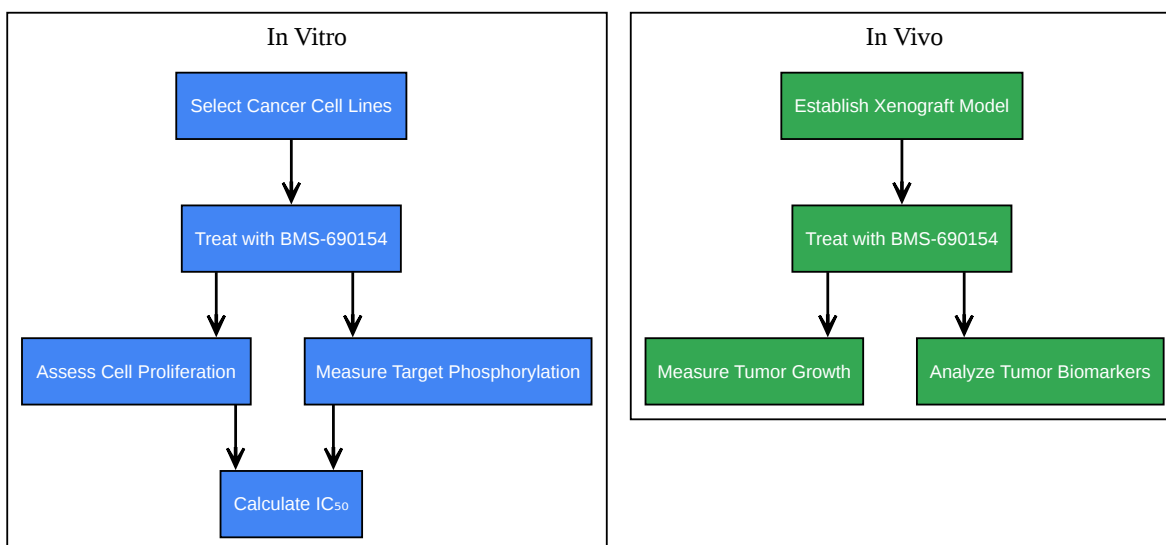 In Vitro
Select Cancer Cell Lines
Treat with BMS-690154
Assess Cell Proliferation
Measure Target Phosphorylation
Calculate IC₅₀
In Vivo
Establish Xenograft Model
Treat with BMS-690154
Measure Tumor Growth
Analyze Tumor Biomarkers